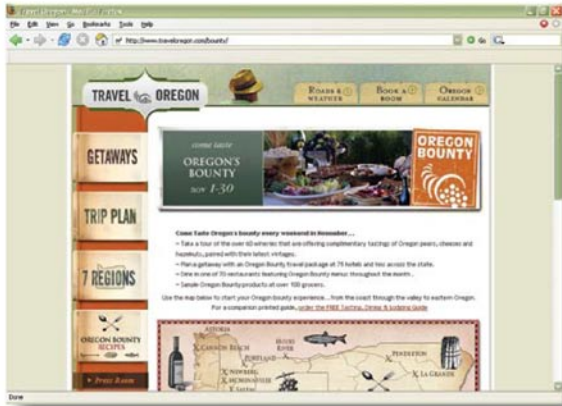 Travel Oregon: 
File Edit View Go Bookmarks Tools Help
http://www.traveloregon.com/bounty/
Go
TRAVEL OREGON
ROADS & WEATHER
BOOK A ROOM
OREGON CALENDAR
GETAWAYS
TRIP PLAN
7 REGIONS
OREGON BOUNTY
RECIPES
Press Room
come taste
OREGON'S
BOUNTY
NOV 1-30
OREGON
BOUNTY
Come Taste Oregon's bounty every weekend in November...
~ Take a tour of the over 60 wineries that are offering complimentary tastings of Oregon pears, cheeses and
hazelnuts, paired with their latest vintages.
~ Plan a getaway with an Oregon Bounty travel package at 75 hotels and inns across the state.
~ Dine in one of 70 restaurants featuring Oregon Bounty menus throughout the month.
~ Sample Oregon Bounty products at over 100 grocers.
Use the map below to start your Oregon bounty experience... from the coast through the valley to eastern Oregon.
For a companion printed guide, order the FREE Tasting, Dining & Lodging Guide
ASTORIA
CANNON BEACH
HOOD
RIVER
PORTLAND
PENDLETON
NEWBERG
MCMINNVILLE
SALEM
LA GRANDE
Done